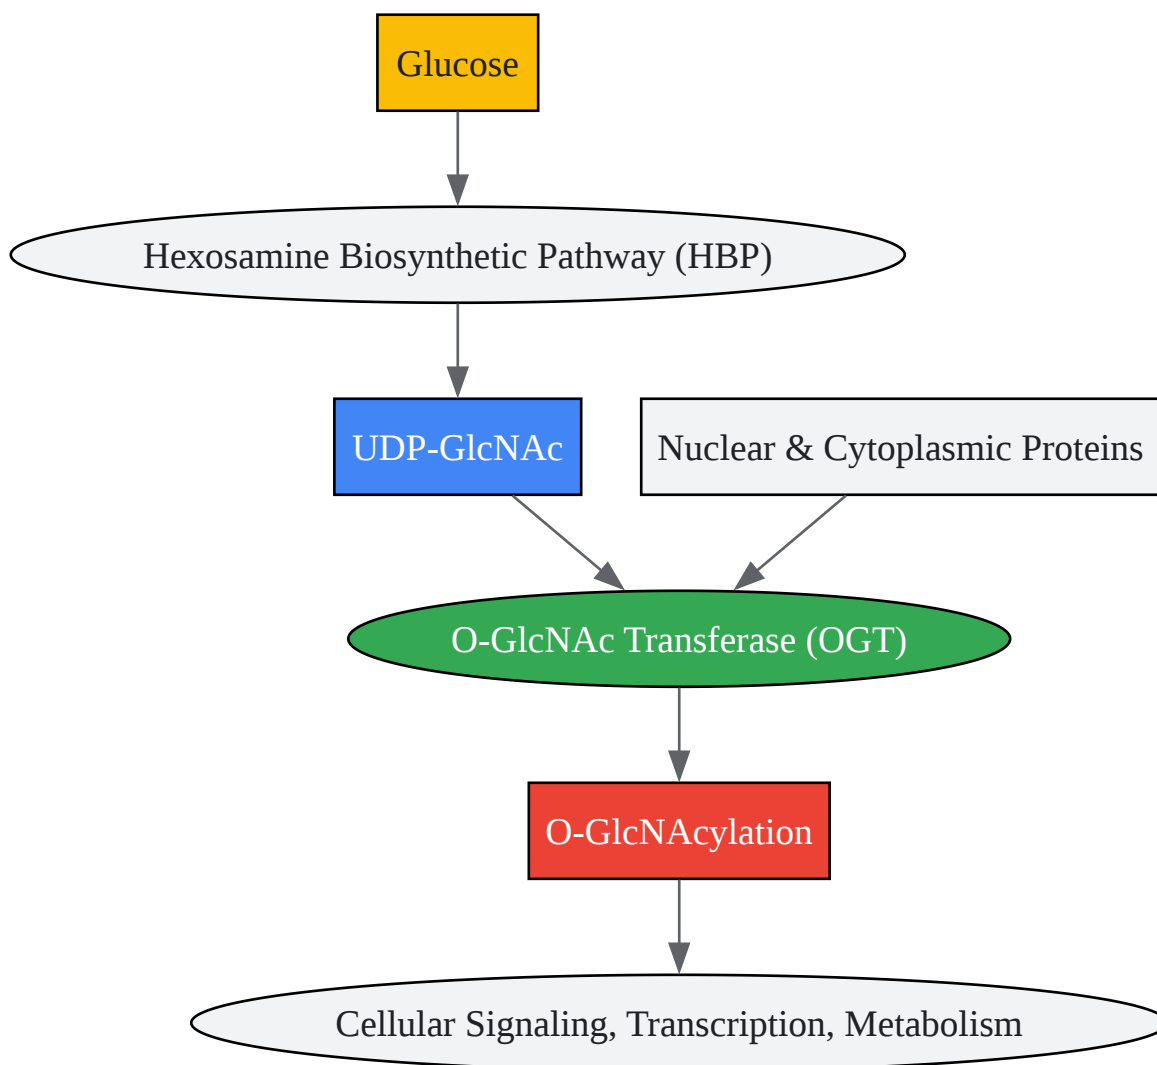 Glucose
Hexosamine Biosynthetic Pathway (HBP)
UDP-GlcNAc
Nuclear & Cytoplasmic Proteins
O-GlcNAc Transferase (OGT)
O-GlcNAcylation
Cellular Signaling, Transcription, Metabolism